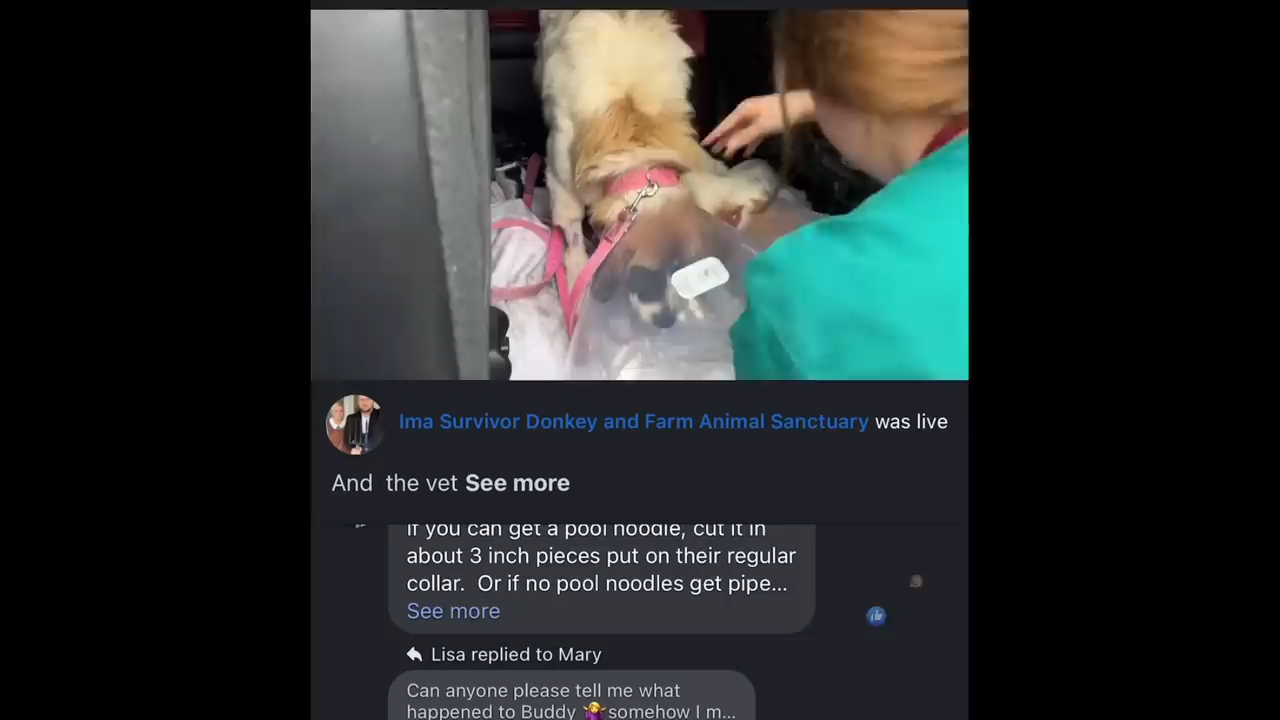 Ima Survivor Donkey and Farm Animal Sanctuary was live
And the vet See more
If you can get a pool noodle, cut it in
about 3 inch pieces put on their regular
collar. Or if no pool noodles get pipe...
See more
Lisa replied to Mary
Can anyone please tell me what
happened to Buddy 🤷‍♀️somehow I m...